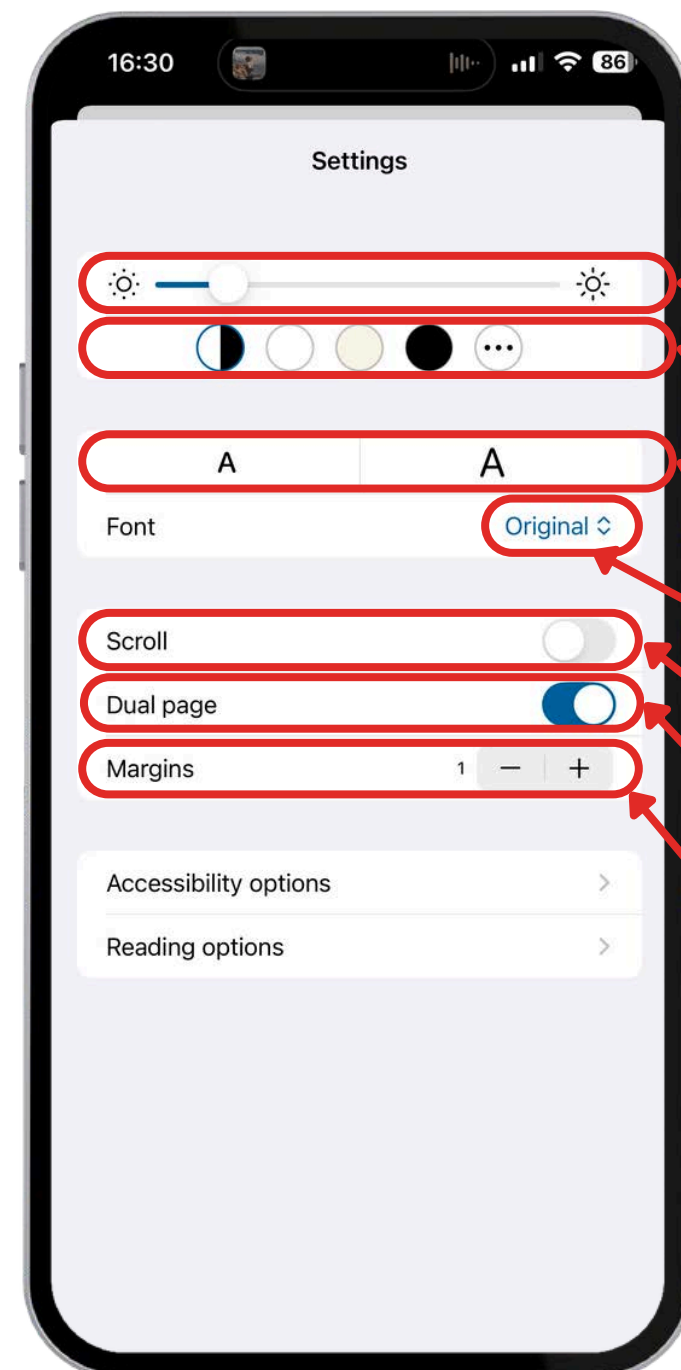 16:30 86
Settings
A A
Font Original
Scroll
Dual page
Margins 1 − +
Accessibility options
Reading options